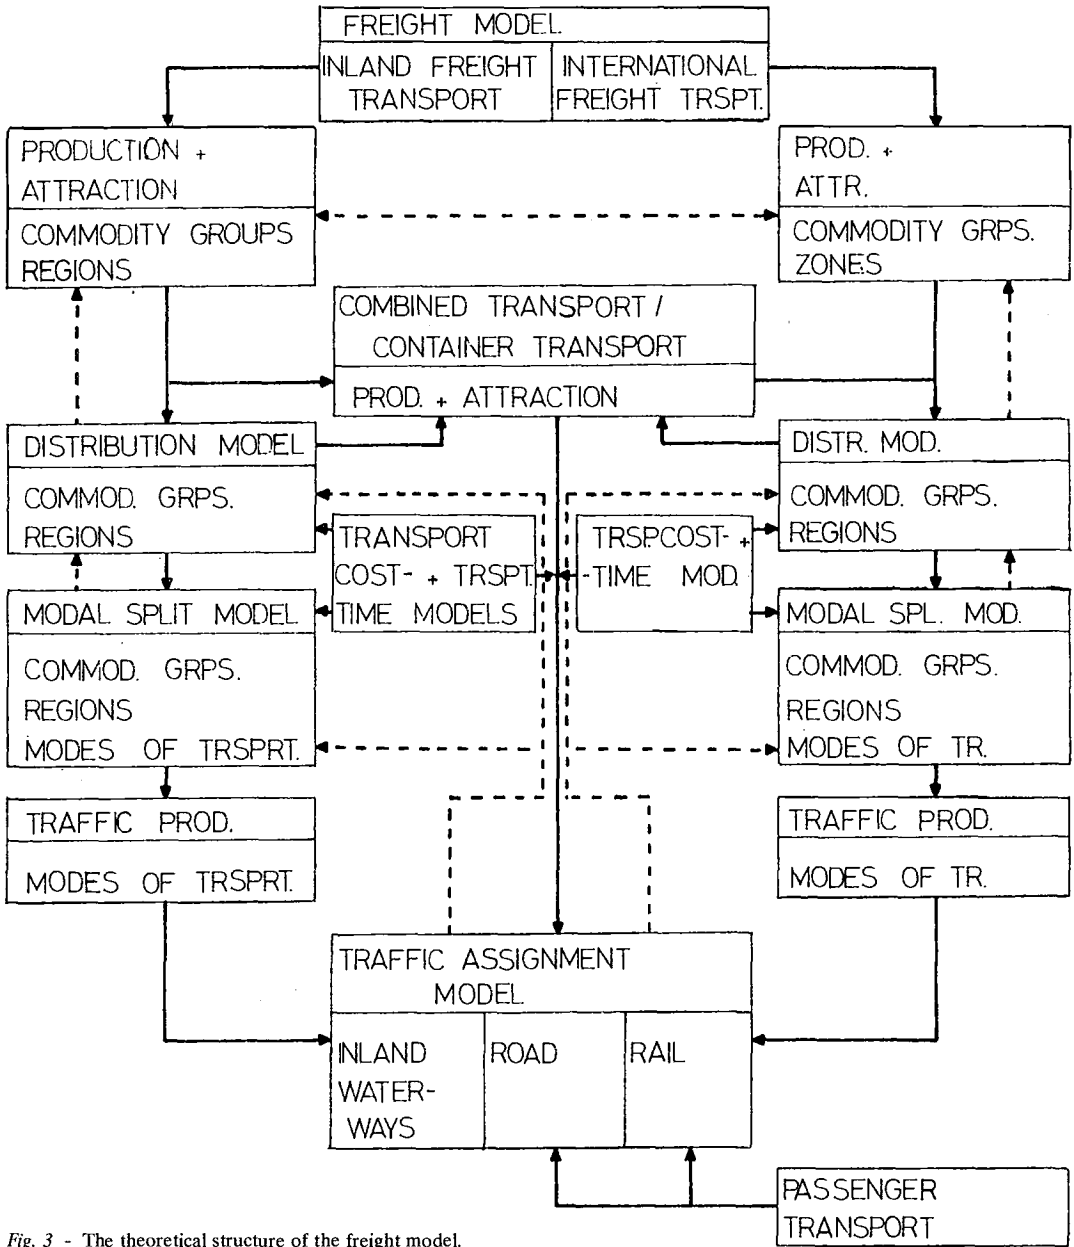 FREIGHT MODEL
INLAND FREIGHT
TRANSPORT
INTERNATIONAL
FREIGHT TRSPT.
PRODUCTION +
ATTRACTION
COMMODITY GROUPS
REGIONS
PROD. +
ATTR.
COMMODITY GRPS.
ZONES
COMBINED TRANSPORT /
CONTAINER TRANSPORT
PROD. + ATTRACTION
DISTRIBUTION MODEL
COMMOD. GRPS.
REGIONS
DISTR. MOD.
COMMOD. GRPS.
REGIONS
TRANSPORT
COST- + TRSPT.
TIME MODELS
TRSP.COST- +
-TIME MOD.
MODAL SPLIT MODEL
COMMOD. GRPS.
REGIONS
MODES OF TRSPRT.
MODAL SPL. MOD.
COMMOD. GRPS.
REGIONS
MODES OF TR.
TRAFFIC PROD.
MODES OF TRSPRT.
TRAFFIC PROD.
MODES OF TR.
TRAFFIC ASSIGNMENT
MODEL
INLAND
WATER-
WAYS
ROAD
RAIL
PASSENGER
TRANSPORT
Fig. 3 - The theoretical structure of the freight model.